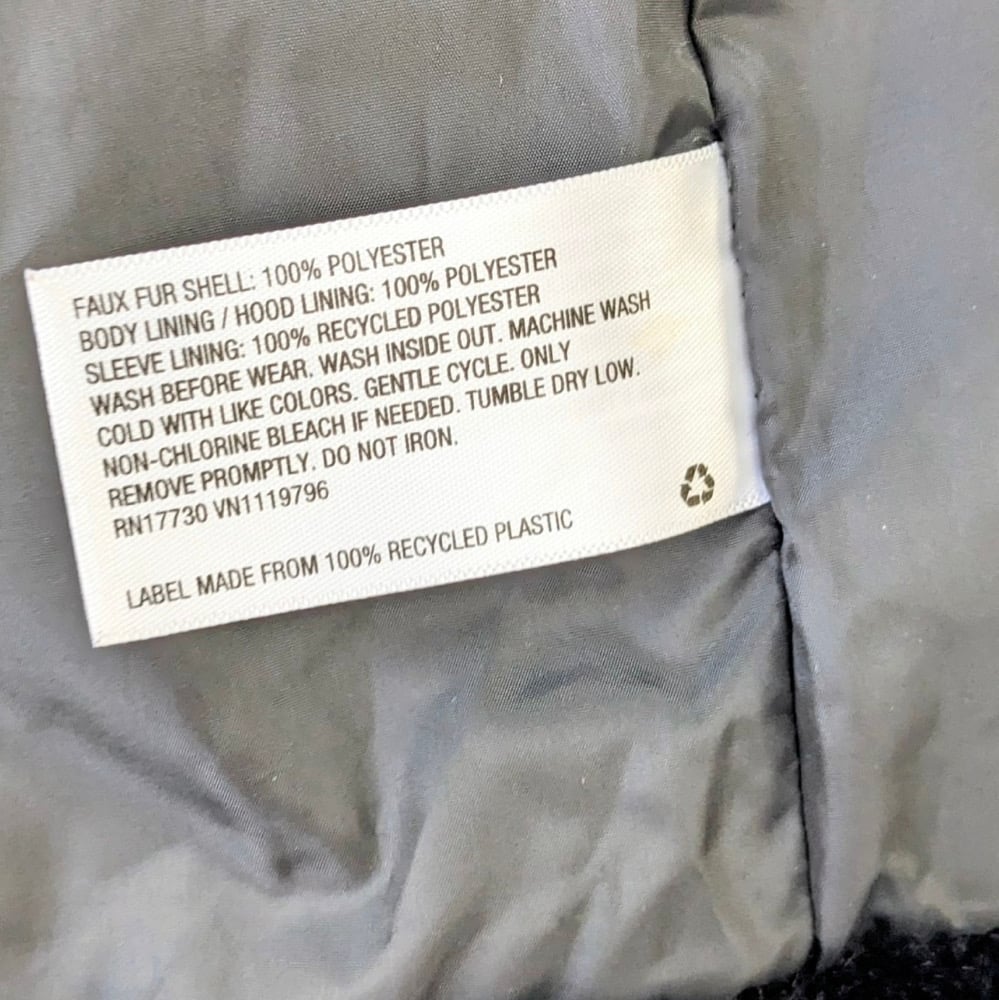 FAUX FUR SHELL: 100% POLYESTER
BODY LINING / HOOD LINING: 100% POLYESTER
SLEEVE LINING: 100% RECYCLED POLYESTER
WASH BEFORE WEAR. WASH INSIDE OUT. MACHINE WASH
COLD WITH LIKE COLORS. GENTLE CYCLE. ONLY
NON-CHLORINE BLEACH IF NEEDED. TUMBLE DRY LOW.
REMOVE PROMPTLY. DO NOT IRON.
RN17730 VN1119796
LABEL MADE FROM 100% RECYCLED PLASTIC